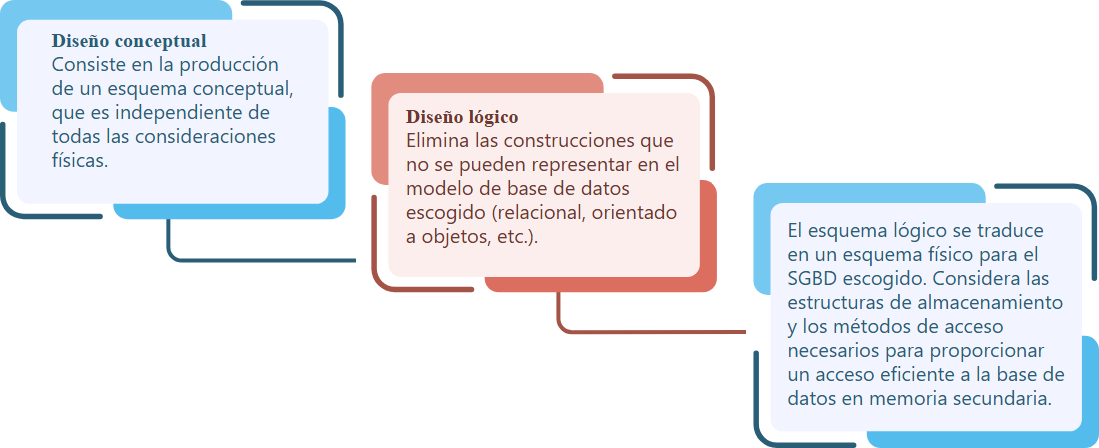 Diseño conceptual
Consiste en la producción
de un esquema conceptual,
que es independiente de
todas las consideraciones
físicas.
Diseño lógico
Elimina las construcciones que
no se pueden representar en el
modelo de base de datos
escogido (relacional, orientado
a objetos, etc.).
El esquema lógico se traduce
en un esquema físico para el
SGBD escogido. Considera las
estructuras de almacenamiento
y los métodos de acceso
necesarios para proporcionar
un acceso eficiente a la base de
datos en memoria secundaria.